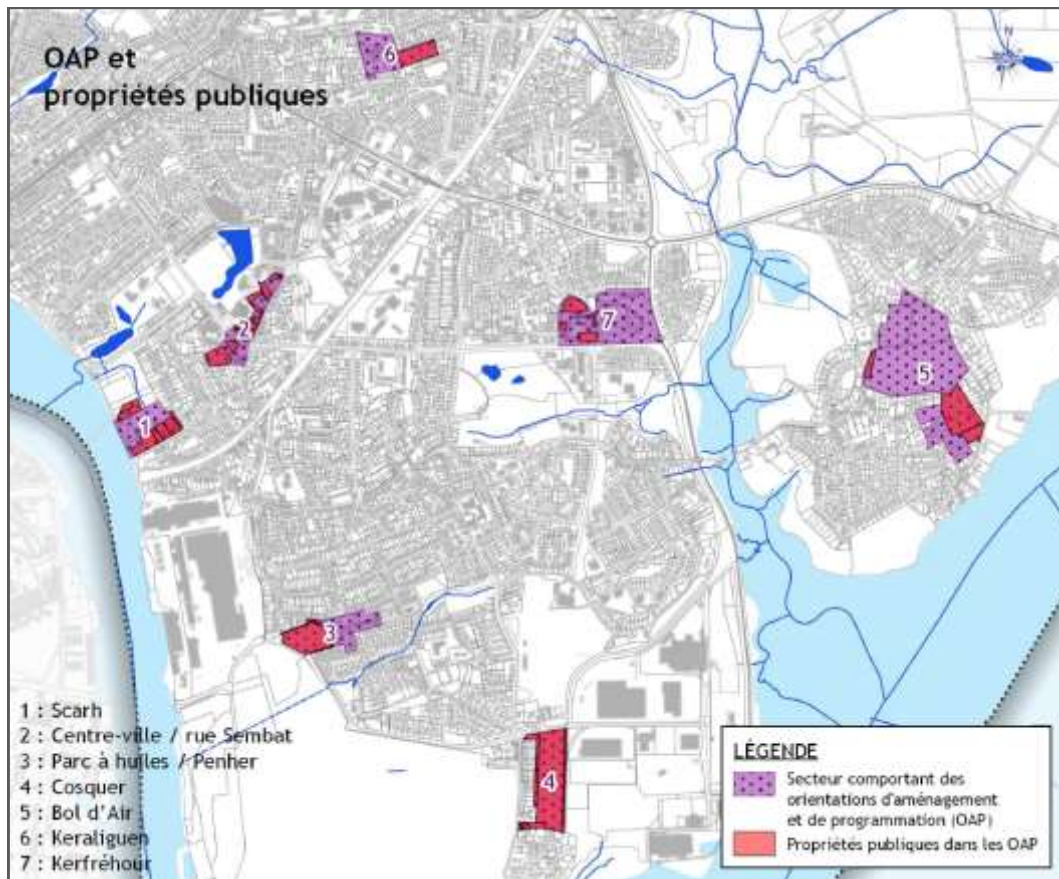 OAP et
propriétés publiques
N
6
2
7
5
1
3
4
1 : Scarh
2 : Centre-ville / rue Sembat
3 : Parc à huiles / Penher
4 : Cosquer
5 : Bol d'Air
6 : Keraliguen
7 : Kerfréhour
LÉGENDE
Secteur comportant des
orientations d'aménagement
et de programmation (OAP)
Propriétés publiques dans les OAP